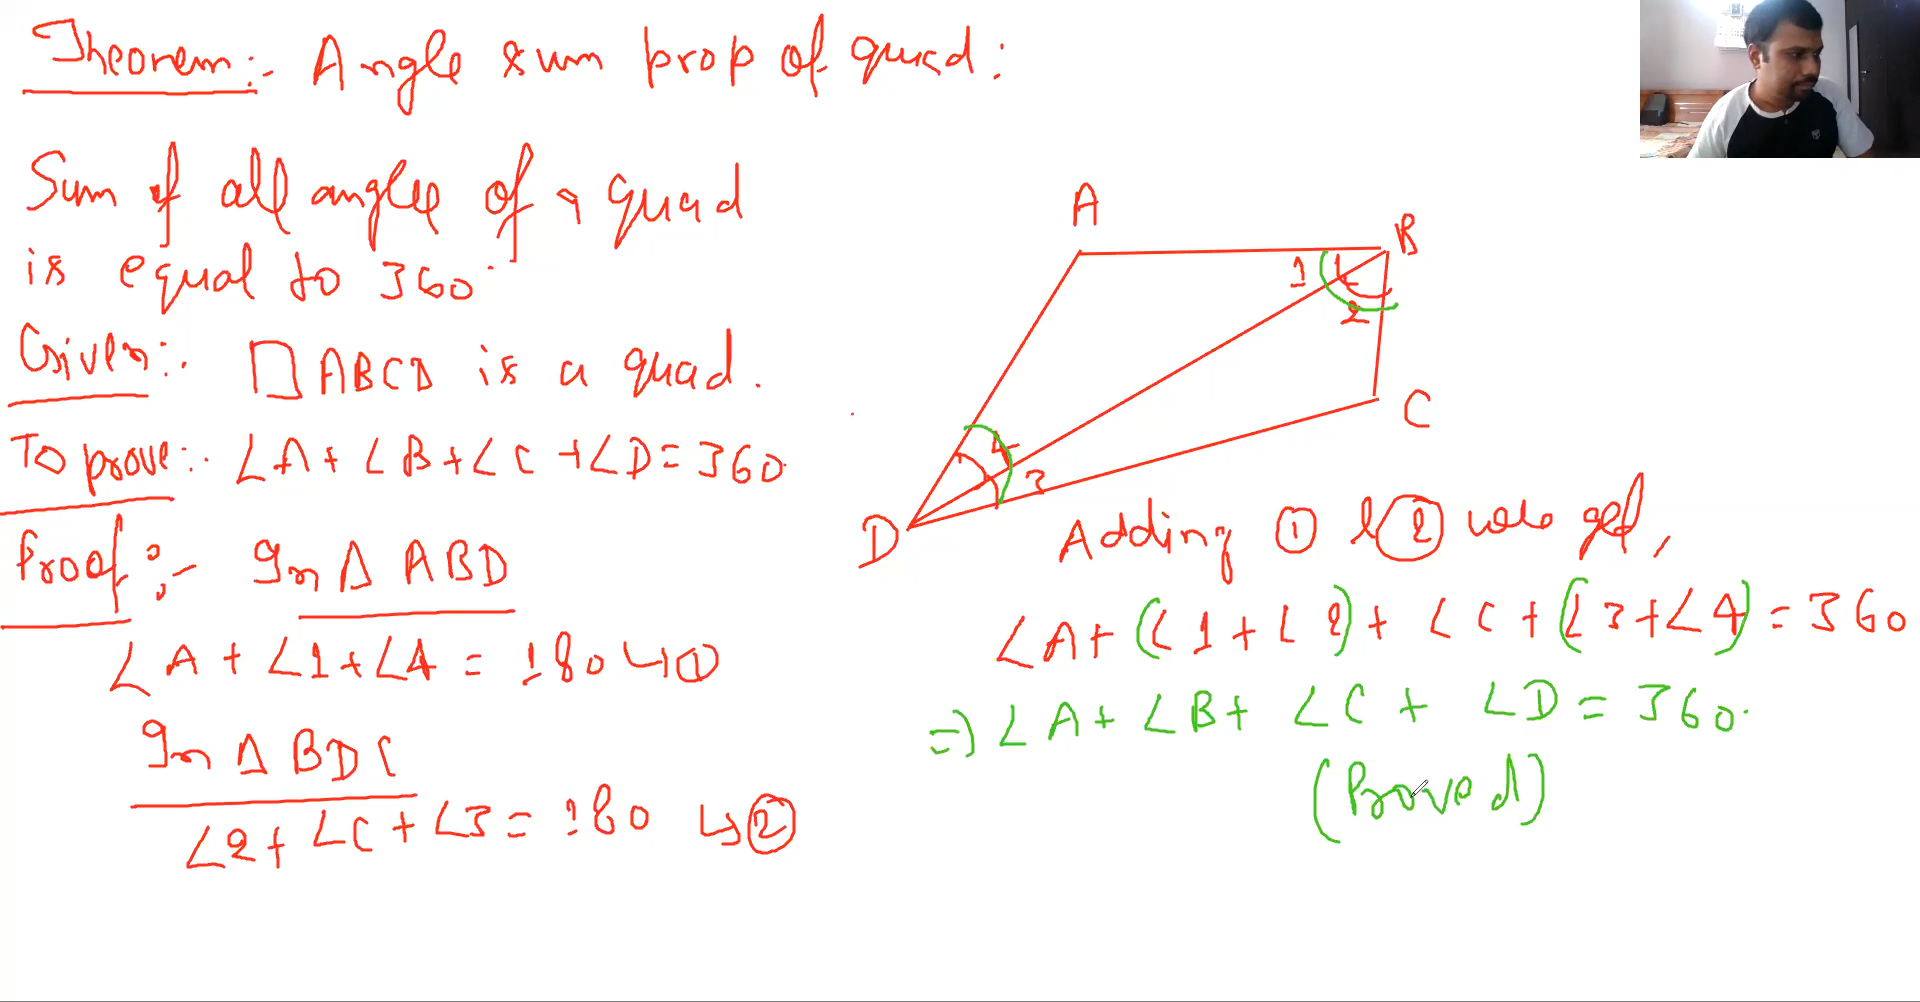 Theorem:- Angle sum prop of quad:
Sum of all angles of a quad
is equal to 360°
Given:- □ABCD is a quad.
To prove:- ∠A+∠B+∠C+∠D=360°
Proof:- In Δ ABD
∠A+∠1+∠4=180 ↳①
In Δ BDC
∠2+∠C+∠3=180 ↳②
A
B
1
2
C
4
3
D
Adding ① & ② we get,
∠A+(∠1+∠2)+∠C+(∠3+∠4)=360
⇒∠A+∠B+∠C+∠D=360°
(Proved)